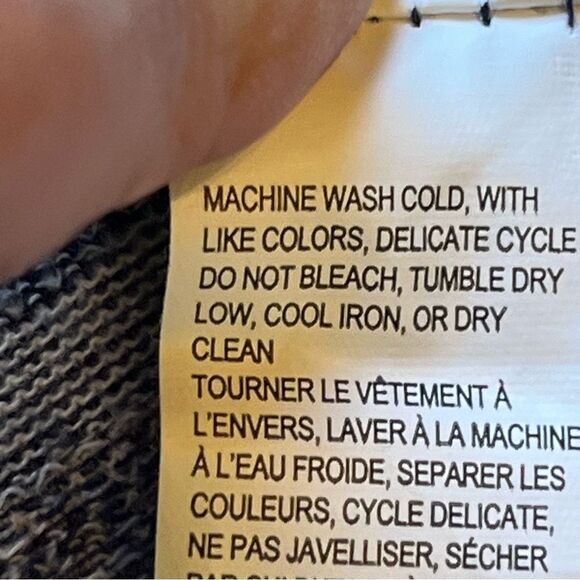 MACHINE WASH COLD, WITH
LIKE COLORS, DELICATE CYCLE
DO NOT BLEACH, TUMBLE DRY
LOW, COOL IRON, OR DRY
CLEAN
TOURNER LE VÊTEMENT À
L'ENVERS, LAVER À LA MACHINE
À L'EAU FROIDE, SEPARER LES
COULEURS, CYCLE DELICATE,
NE PAS JAVELLISER, SÉCHER